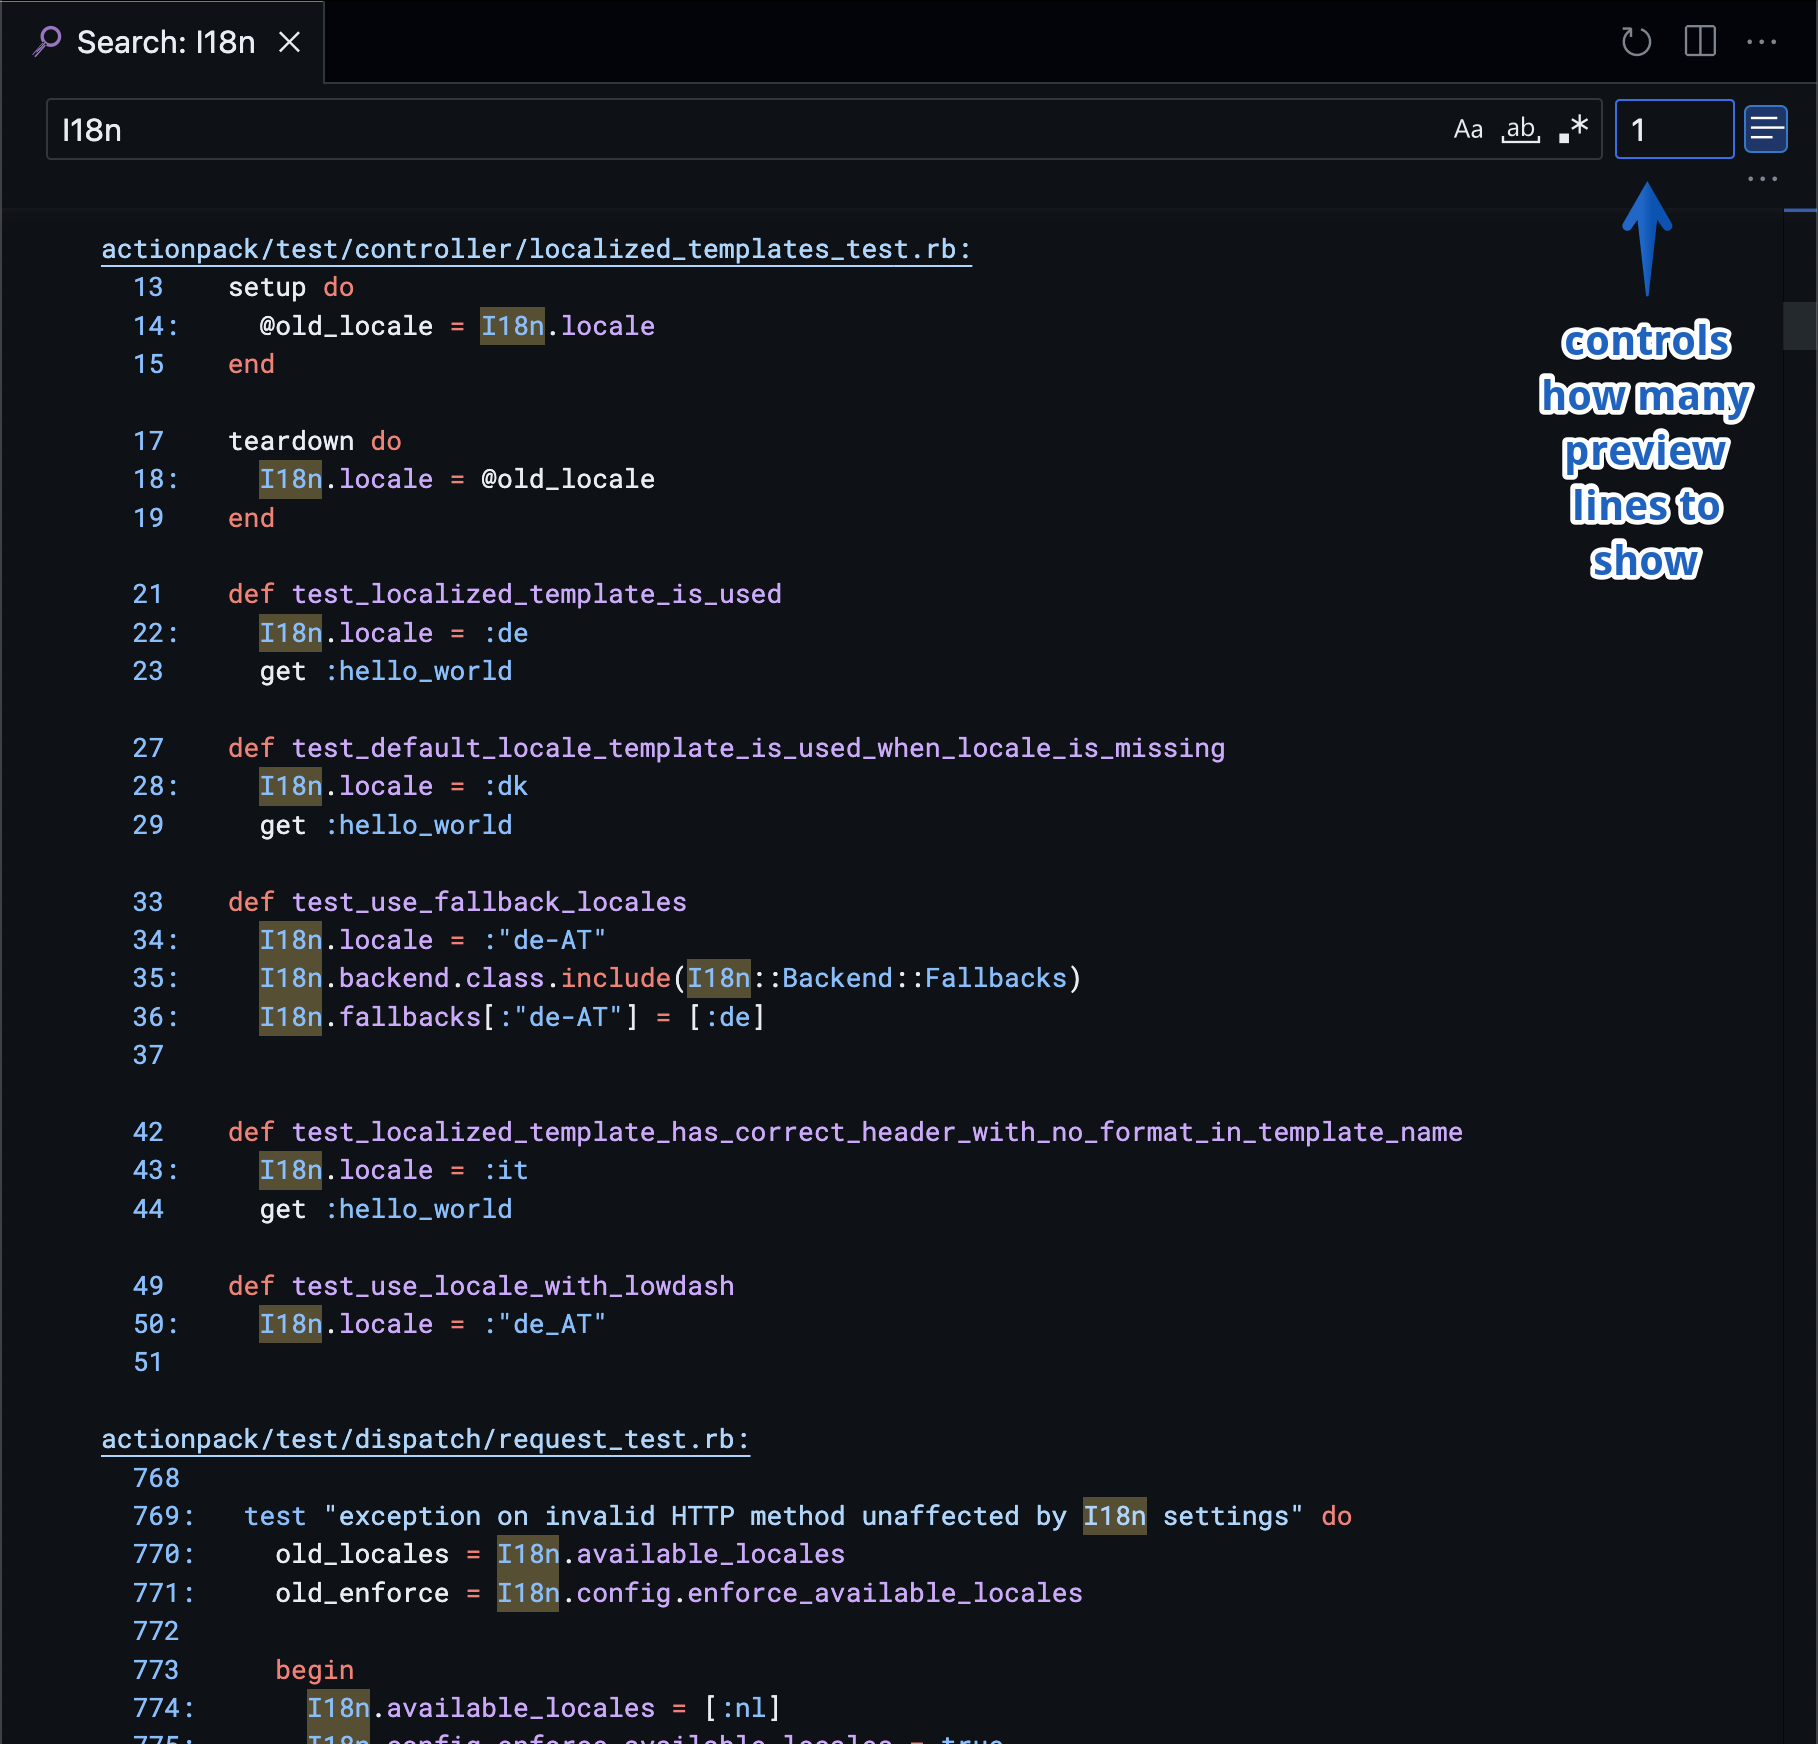 Search: I18n
I18n Aa ab .* 1
controls
how many
preview
lines to
show
actionpack/test/controller/localized_templates_test.rb:
13 setup do
14: @old_locale = I18n.locale
15 end
17 teardown do
18: I18n.locale = @old_locale
19 end
21 def test_localized_template_is_used
22: I18n.locale = :de
23 get :hello_world
27 def test_default_locale_template_is_used_when_locale_is_missing
28: I18n.locale = :dk
29 get :hello_world
33 def test_use_fallback_locales
34: I18n.locale = :"de-AT"
35: I18n.backend.class.include(I18n::Backend::Fallbacks)
36: I18n.fallbacks[:"de-AT"] = [:de]
37
42 def test_localized_template_has_correct_header_with_no_format_in_template_name
43: I18n.locale = :it
44 get :hello_world
49 def test_use_locale_with_lowdash
50: I18n.locale = :"de_AT"
51
actionpack/test/dispatch/request_test.rb:
768
769: test "exception on invalid HTTP method unaffected by I18n settings" do
770: old_locales = I18n.available_locales
771: old_enforce = I18n.config.enforce_available_locales
772
773 begin
774: I18n.available_locales = [:nl]
775: I18n.config.enforce_available_locales = true